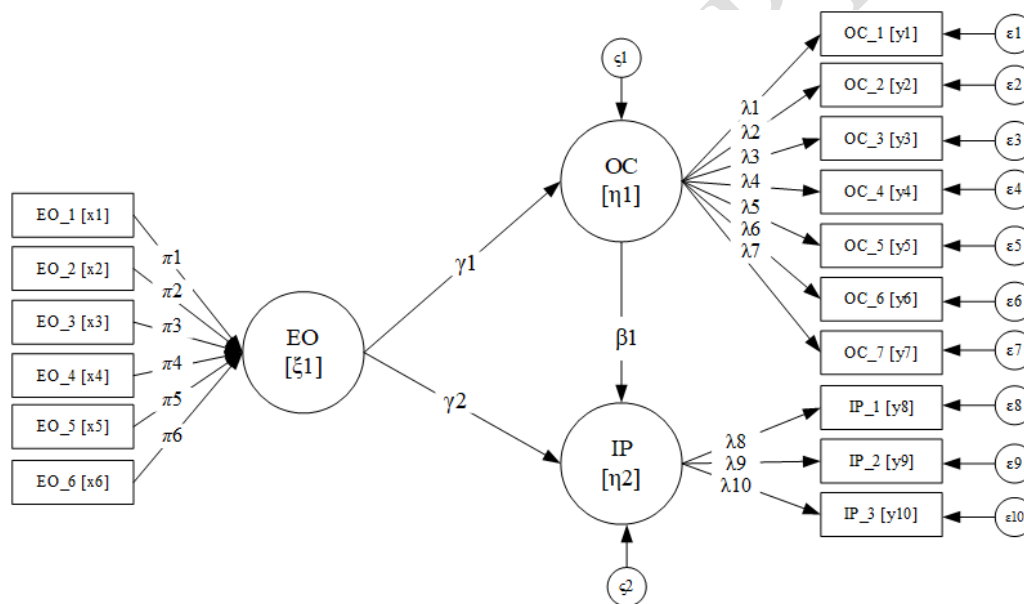 EO_1 [x1]
EO_2 [x2]
EO_3 [x3]
EO_4 [x4]
EO_5 [x5]
EO_6 [x6]
π1
π2
π3
π4
π5
π6
EO
[ξ1]
γ1
γ2
ς1
OC
[η1]
β1
IP
[η2]
ς2
λ1
λ2
λ3
λ4
λ5
λ6
λ7
λ8
λ9
λ10
OC_1 [y1]
OC_2 [y2]
OC_3 [y3]
OC_4 [y4]
OC_5 [y5]
OC_6 [y6]
OC_7 [y7]
IP_1 [y8]
IP_2 [y9]
IP_3 [y10]
ε1
ε2
ε3
ε4
ε5
ε6
ε7
ε8
ε9
ε10